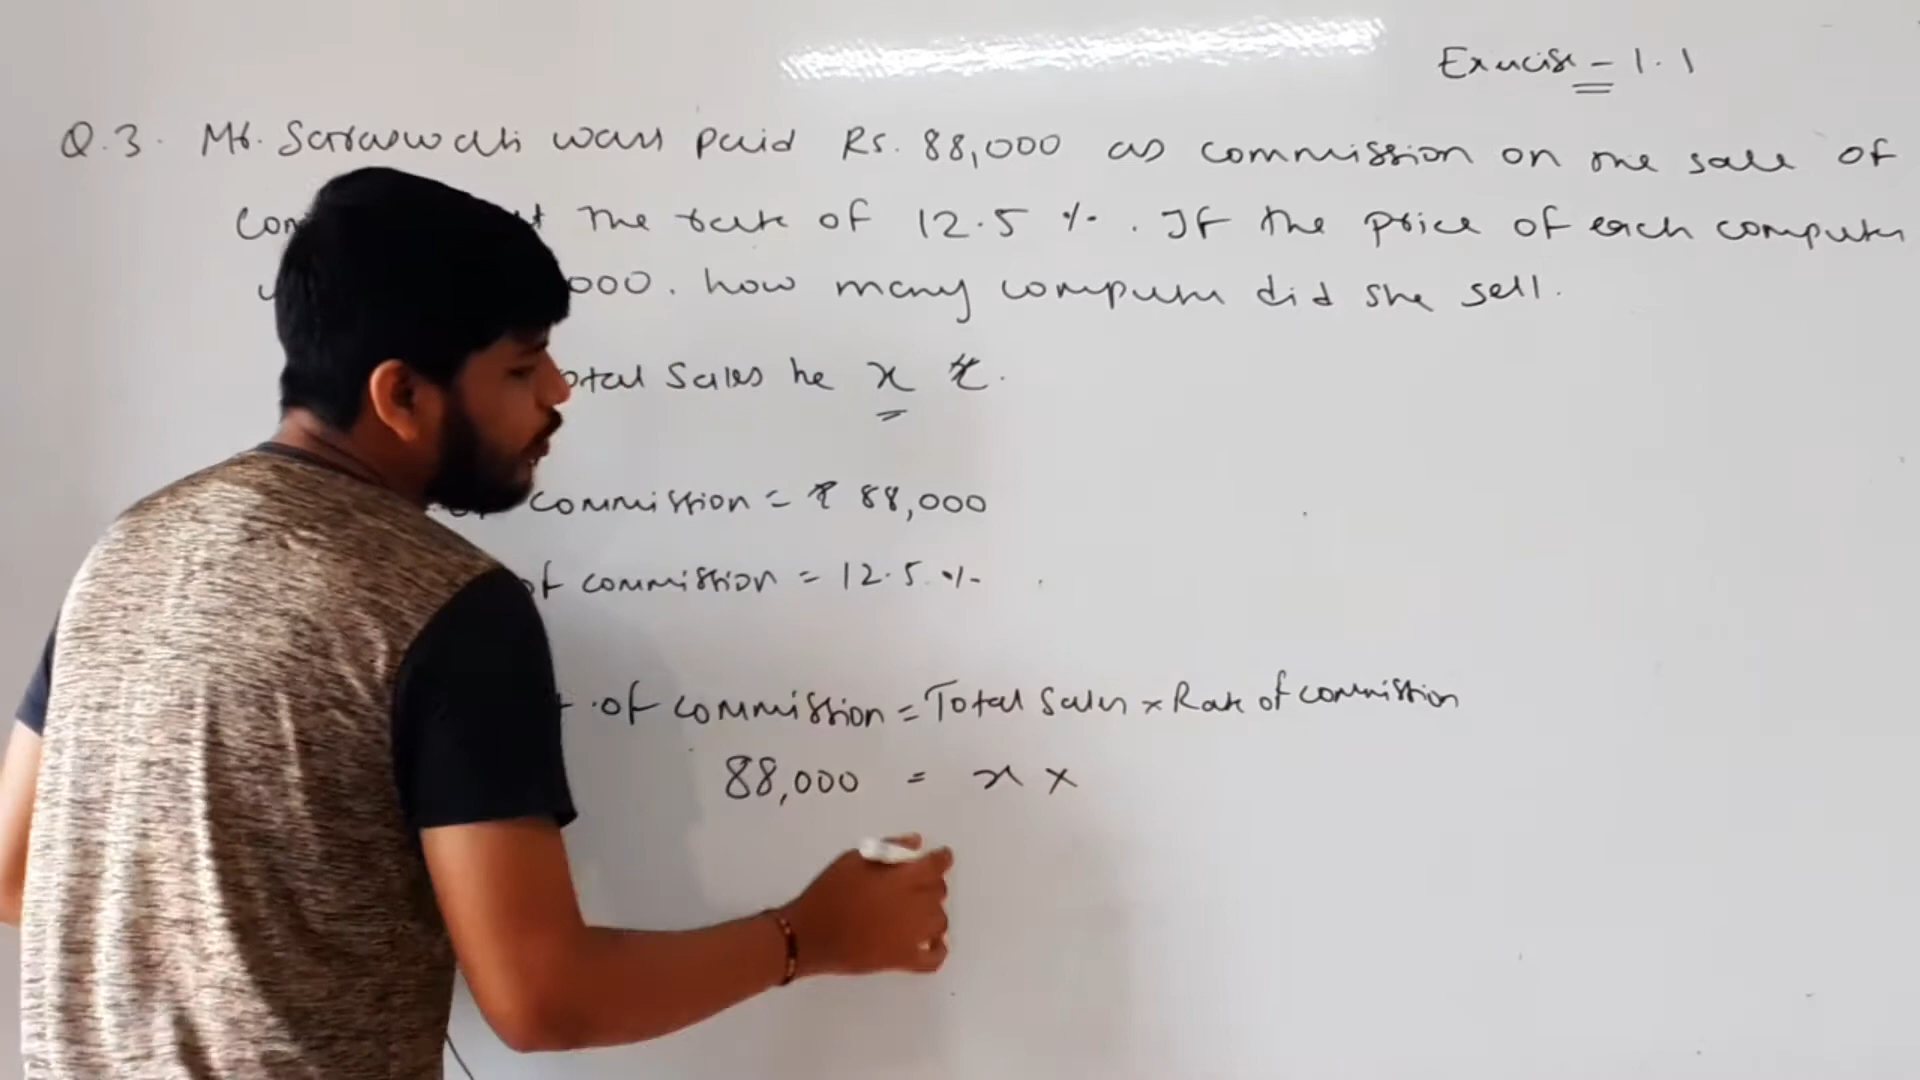 Exercise - 1.1
Q.3. Mr. Saraswati was paid Rs. 88,000 as commission on the sale of
the rate of 12.5 %. If the price of each computer
000. how many computer did she sell.
Total Sales be x ₹.
of commission = ₹ 88,000
of commission = 12.5 %
of commission = Total Sales × Rate of commission
88,000 = x ×